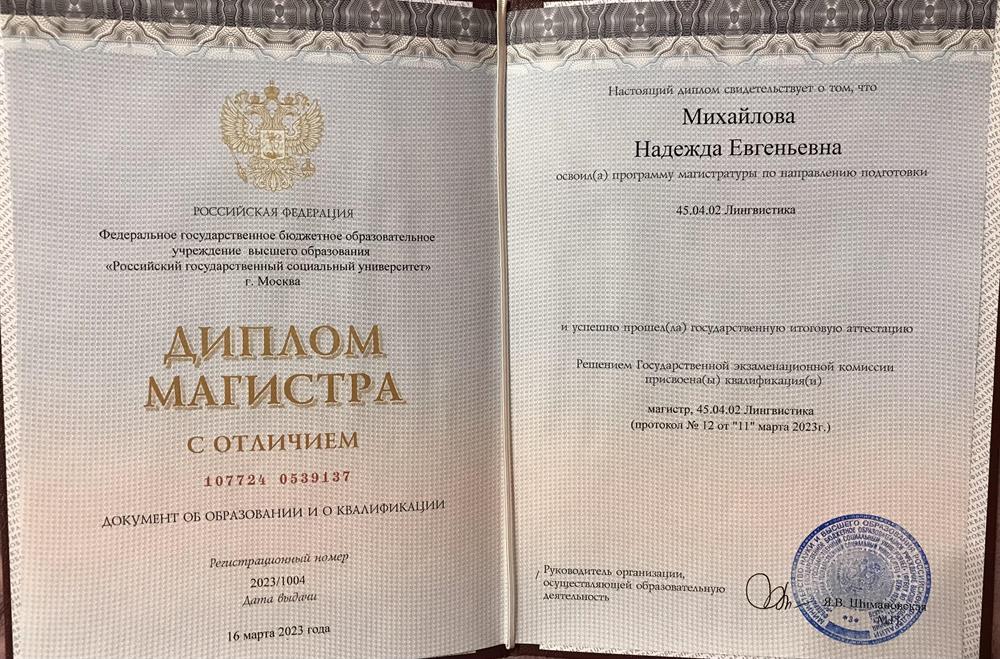 РОССИЙСКАЯ ФЕДЕРАЦИЯ
Федеральное государственное бюджетное образовательное
учреждение высшего образования
«Российский государственный социальный университет»
г. Москва
ДИПЛОМ
МАГИСТРА
С ОТЛИЧИЕМ
107724 0539137
ДОКУМЕНТ ОБ ОБРАЗОВАНИИ И О КВАЛИФИКАЦИИ
Регистрационный номер
2023/1004
Дата выдачи
16 марта 2023 года
Настоящий диплом свидетельствует о том, что
Михайлова
Надежда Евгеньевна
освоил(а) программу магистратуры по направлению подготовки
45.04.02 Лингвистика
и успешно прошел(ла) государственную итоговую аттестацию
Решением Государственной экзаменационной комиссии
присвоена(ы) квалификация(и)
магистр, 45.04.02 Лингвистика
(протокол № 12 от "11" марта 2023г.)
Руководитель организации,
осуществляющей образовательную
деятельность
Я.В. Шимановская
М.П.